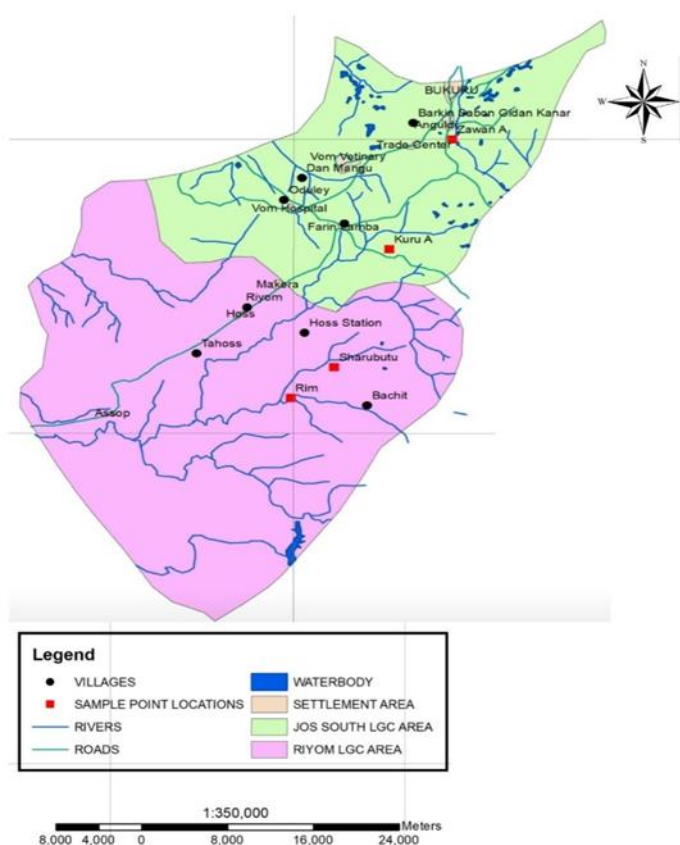 N
W
E
S
BUKURU
Barkin Sabon Gidan Kanar
Anguldi
Zawan A
Trade Center
Vom Vetinary
Dan Mangu
Oduley
Vom Hospital
Farin Lamba
Kuru A
Makera
Riyom
Hoss
Hoss Station
Tahoss
Sharubutu
Rim
Bachit
Assop
Legend
VILLAGES
SAMPLE POINT LOCATIONS
RIVERS
ROADS
WATERBODY
SETTLEMENT AREA
JOS SOUTH LGC AREA
RIYOM LGC AREA
1:350,000
Meters
8,000 4,000 0 8,000 16,000 24,000